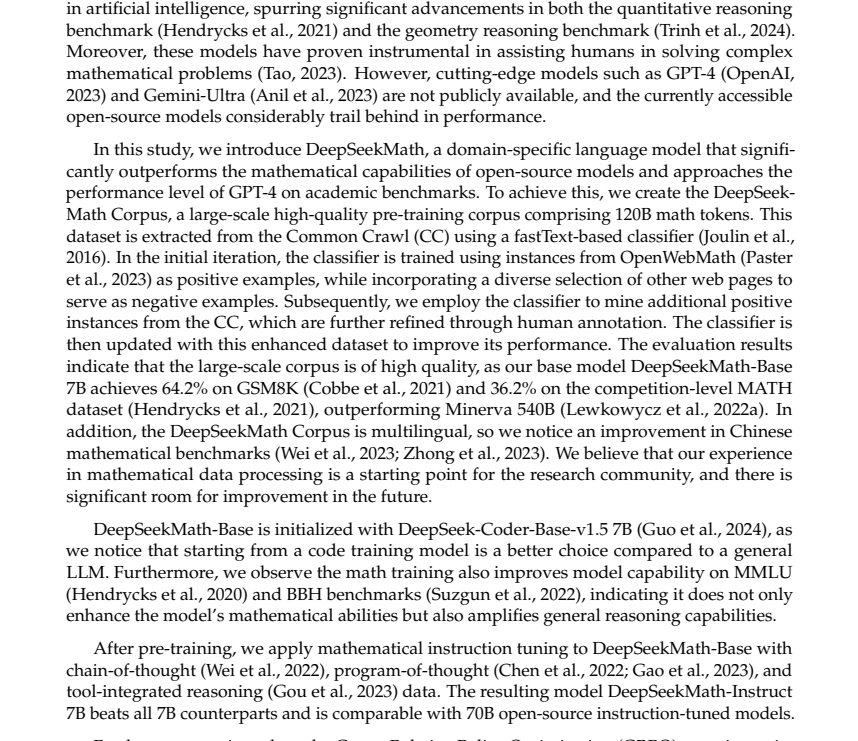 in artificial intelligence, spurring significant advancements in both the quantitative reasoning
benchmark (Hendrycks et al., 2021) and the geometry reasoning benchmark (Trinh et al., 2024).
Moreover, these models have proven instrumental in assisting humans in solving complex
mathematical problems (Tao, 2023). However, cutting-edge models such as GPT-4 (OpenAI,
2023) and Gemini-Ultra (Anil et al., 2023) are not publicly available, and the currently accessible
open-source models considerably trail behind in performance.
In this study, we introduce DeepSeekMath, a domain-specific language model that signifi-
cantly outperforms the mathematical capabilities of open-source models and approaches the
performance level of GPT-4 on academic benchmarks. To achieve this, we create the DeepSeek-
Math Corpus, a large-scale high-quality pre-training corpus comprising 120B math tokens. This
dataset is extracted from the Common Crawl (CC) using a fastText-based classifier (Joulin et al.,
2016). In the initial iteration, the classifier is trained using instances from OpenWebMath (Paster
et al., 2023) as positive examples, while incorporating a diverse selection of other web pages to
serve as negative examples. Subsequently, we employ the classifier to mine additional positive
instances from the CC, which are further refined through human annotation. The classifier is
then updated with this enhanced dataset to improve its performance. The evaluation results
indicate that the large-scale corpus is of high quality, as our base model DeepSeekMath-Base
7B achieves 64.2% on GSM8K (Cobbe et al., 2021) and 36.2% on the competition-level MATH
dataset (Hendrycks et al., 2021), outperforming Minerva 540B (Lewkowycz et al., 2022a). In
addition, the DeepSeekMath Corpus is multilingual, so we notice an improvement in Chinese
mathematical benchmarks (Wei et al., 2023; Zhong et al., 2023). We believe that our experience
in mathematical data processing is a starting point for the research community, and there is
significant room for improvement in the future.
DeepSeekMath-Base is initialized with DeepSeek-Coder-Base-v1.5 7B (Guo et al., 2024), as
we notice that starting from a code training model is a better choice compared to a general
LLM. Furthermore, we observe the math training also improves model capability on MMLU
(Hendrycks et al., 2020) and BBH benchmarks (Suzgun et al., 2022), indicating it does not only
enhance the model's mathematical abilities but also amplifies general reasoning capabilities.
After pre-training, we apply mathematical instruction tuning to DeepSeekMath-Base with
chain-of-thought (Wei et al., 2022), program-of-thought (Chen et al., 2022; Gao et al., 2023), and
tool-integrated reasoning (Gou et al., 2023) data. The resulting model DeepSeekMath-Instruct
7B beats all 7B counterparts and is comparable with 70B open-source instruction-tuned models.